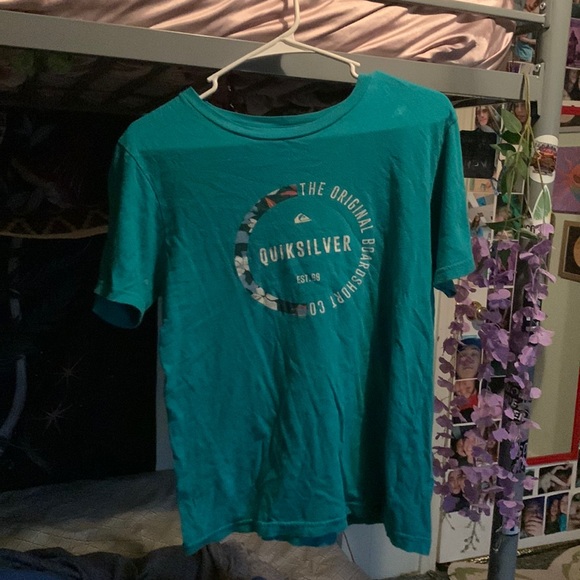 THE ORIGINAL BOARDSHORT CO
QUIKSILVER
EST. 69